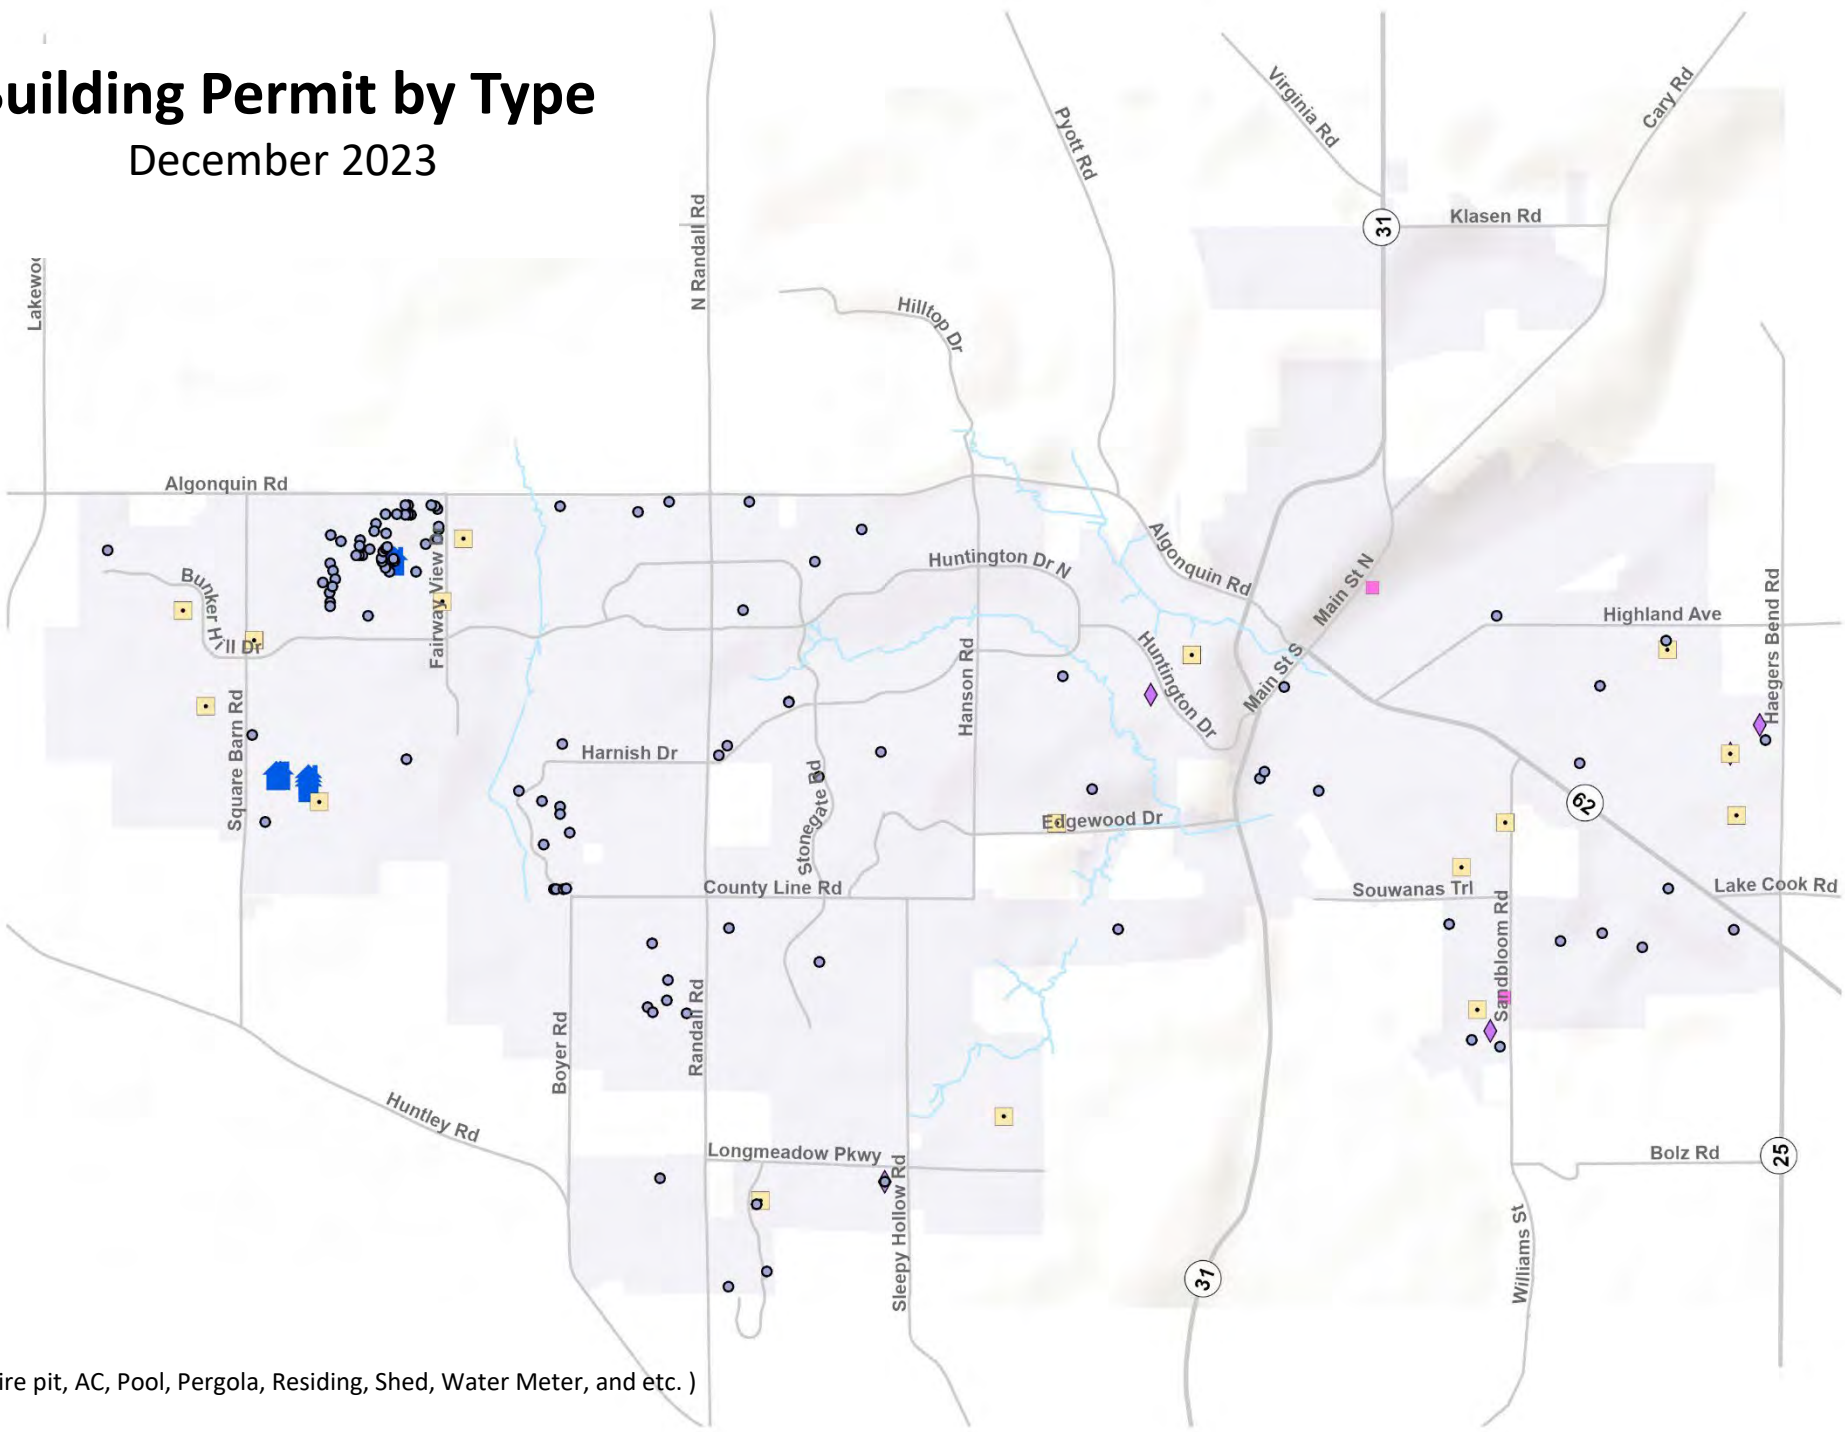 uilding Permit by Type
December 2023
Virginia Rd
Cary Rd
Pyott Rd
31
Klasen Rd
N Randall Rd
Lakewoo
Hilltop Dr
Algonquin Rd
Algonquin Rd
Huntington Dr N
Main St N
Bunker Hill Dr
Fairway View Dr
Highland Ave
Haegers Bend Rd
Huntington Dr
Main St S
Hanson Rd
Square Barn Rd
Harnish Dr
Stonegate Rd
Edgewood Dr
62
County Line Rd
Souwanas Trl
Lake Cook Rd
Sandbloom Rd
Boyer Rd
Randall Rd
Huntley Rd
Longmeadow Pkwy
Sleepy Hollow Rd
Bolz Rd
25
Williams St
31
ire pit, AC, Pool, Pergola, Residing, Shed, Water Meter, and etc. )